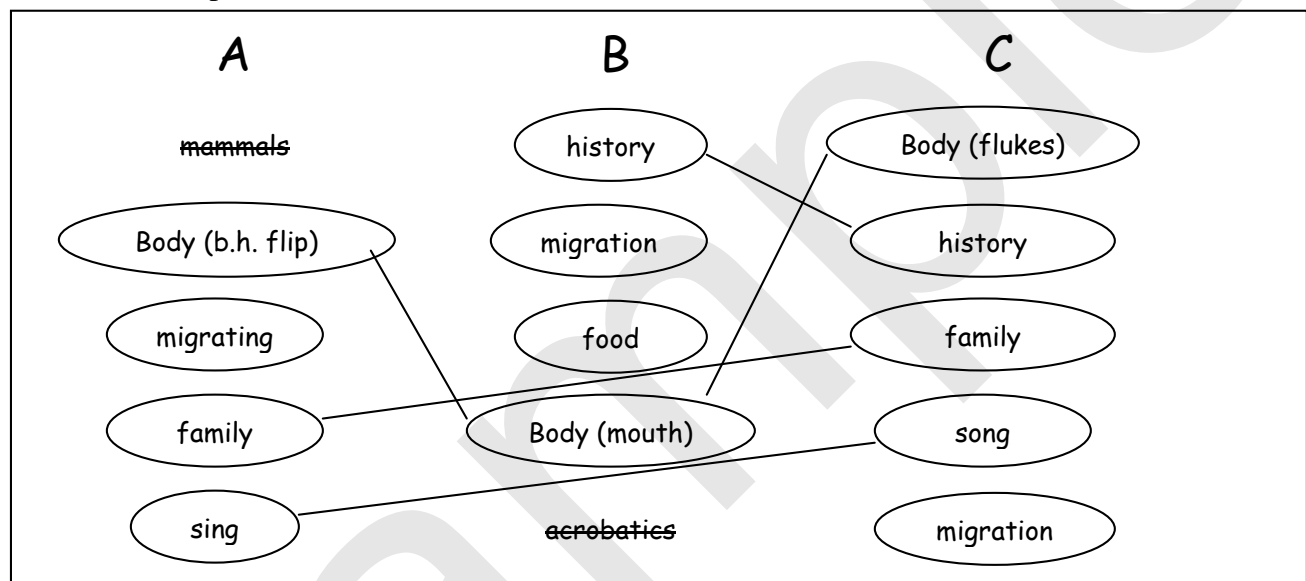 A B C
mammals history Body (flukes)
Body (b.h. flip) migration history
migrating food family
family Body (mouth) song
sing acrobatics migration